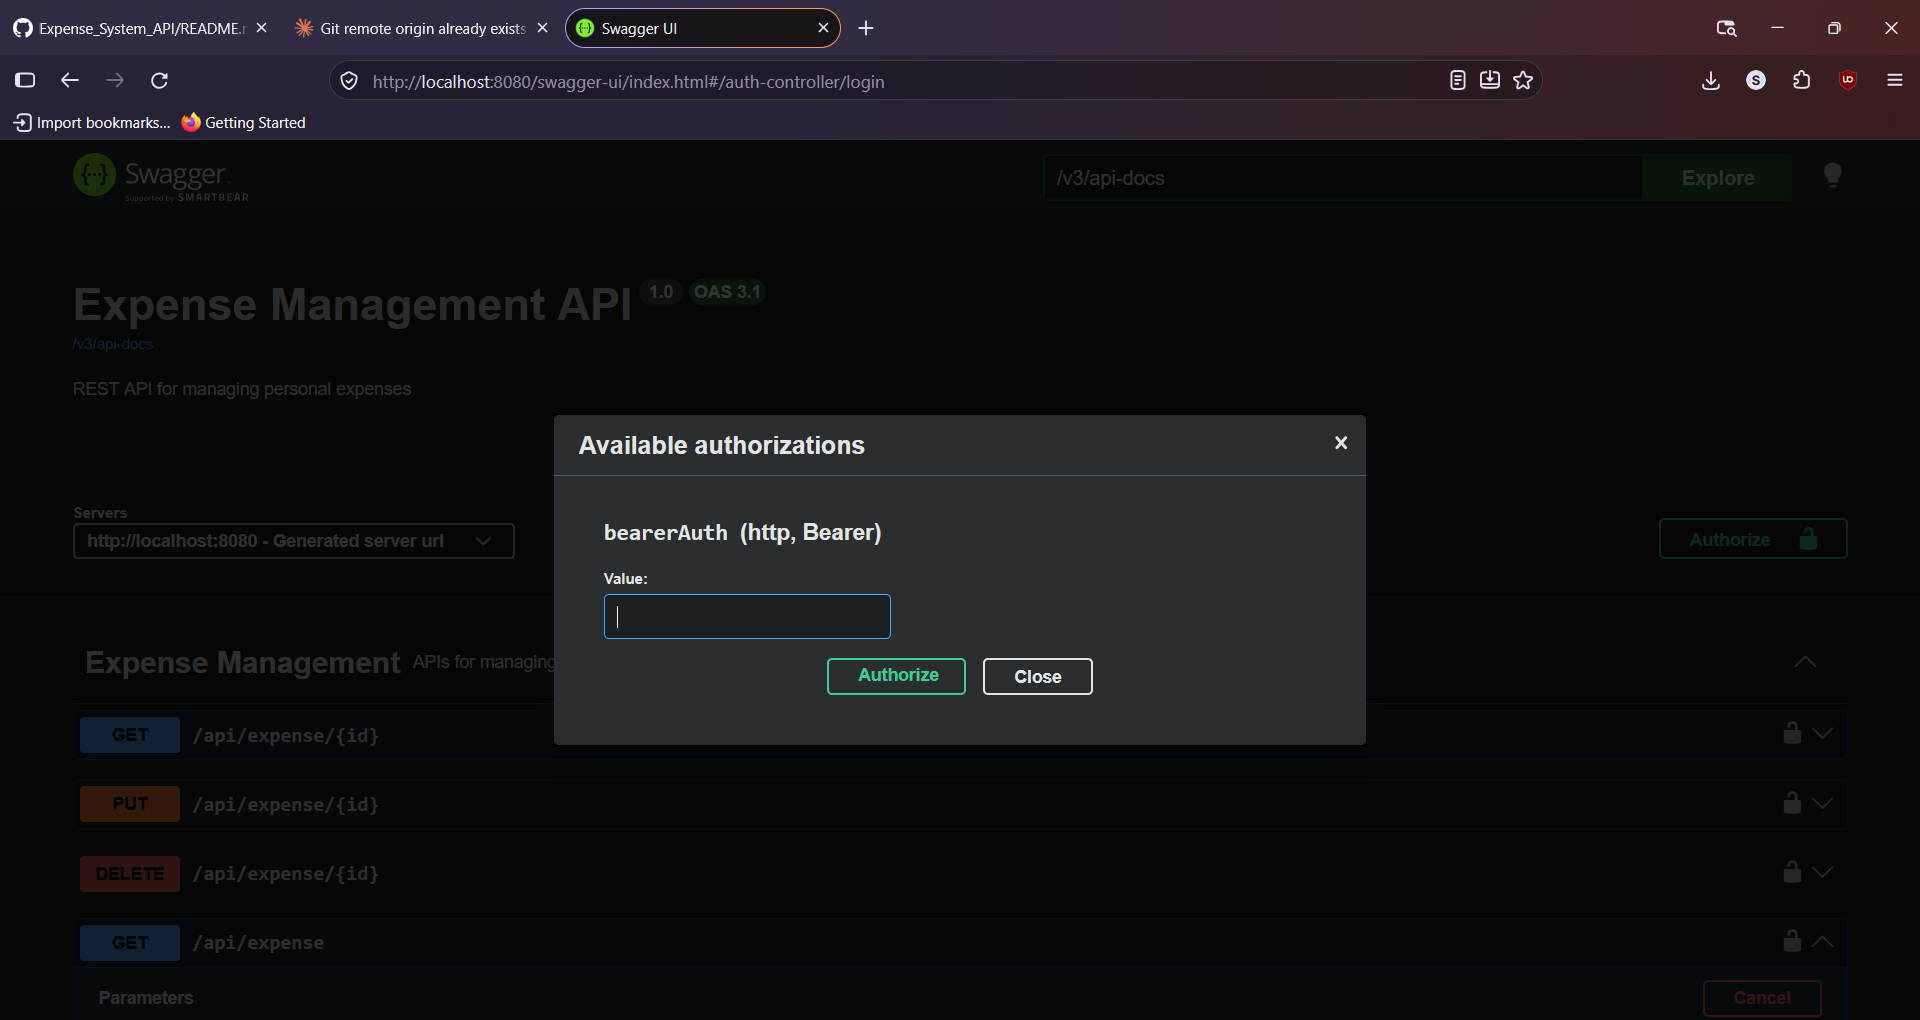 Expense_System_API/README.r
Git remote origin already exists
Swagger UI
http://localhost:8080/swagger-ui/index.html#/auth-controller/login
S
Import bookmarks...
Getting Started
{···} Swagger.
Supported by SMARTBEAR
/v3/api-docs
Explore
Expense Management API 1.0 OAS 3.1
/v3/api-docs
REST API for managing personal expenses
Available authorizations
bearerAuth (http, Bearer)
Value:
Authorize
Close
Servers
http://localhost:8080 - Generated server url
Authorize
Expense Management APIs for managing
GET /api/expense/{id}
PUT /api/expense/{id}
DELETE /api/expense/{id}
GET /api/expense
Parameters
Cancel